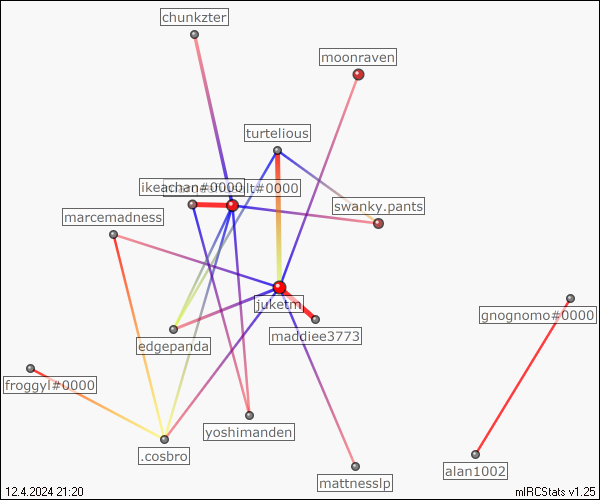 chunkzter
moonraven
turtelious
ikeachan#0000
alt#0000
swanky.pants
marcemadness
juketm
gnognomo#0000
maddiee3773
edgepanda
froggyl#0000
yoshimanden
.cosbro
alan1002
mattnesslp
12.4.2024 21:20
mIRCStats v1.25